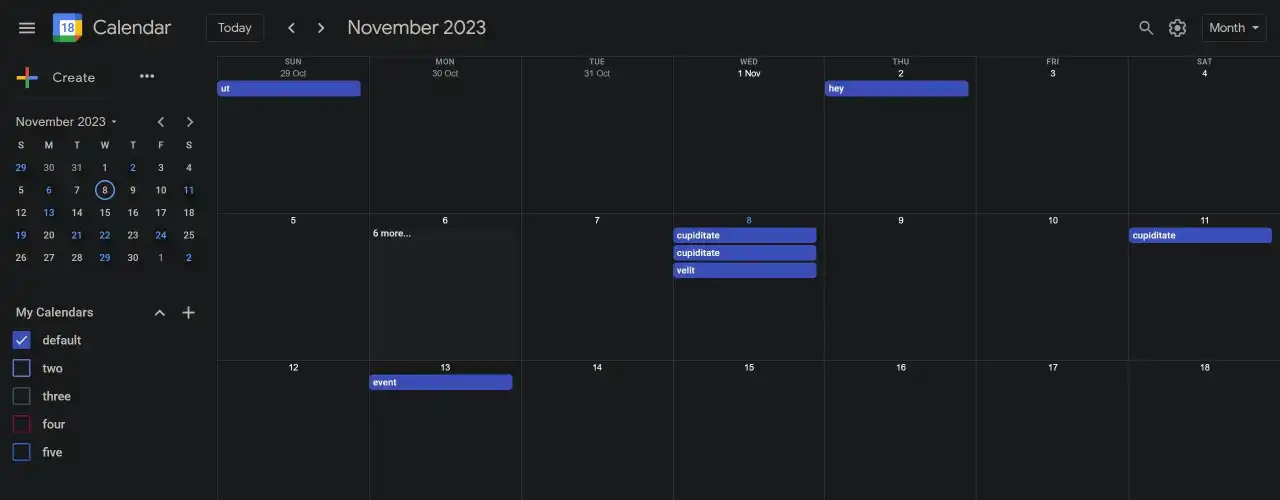 18 Calendar Today November 2023 Month
Create
November 2023
S M T W T F S
29 30 31 1 2 3 4
5 6 7 8 9 10 11
12 13 14 15 16 17 18
19 20 21 22 23 24 25
26 27 28 29 30 1 2
My Calendars
default
two
three
four
five
SUN MON TUE WED THU FRI SAT
29 Oct 30 Oct 31 Oct 1 Nov 2 3 4
ut hey
5 6 7 8 9 10 11
6 more... cupiditate cupiditate
cupiditate
velit
12 13 14 15 16 17 18
event